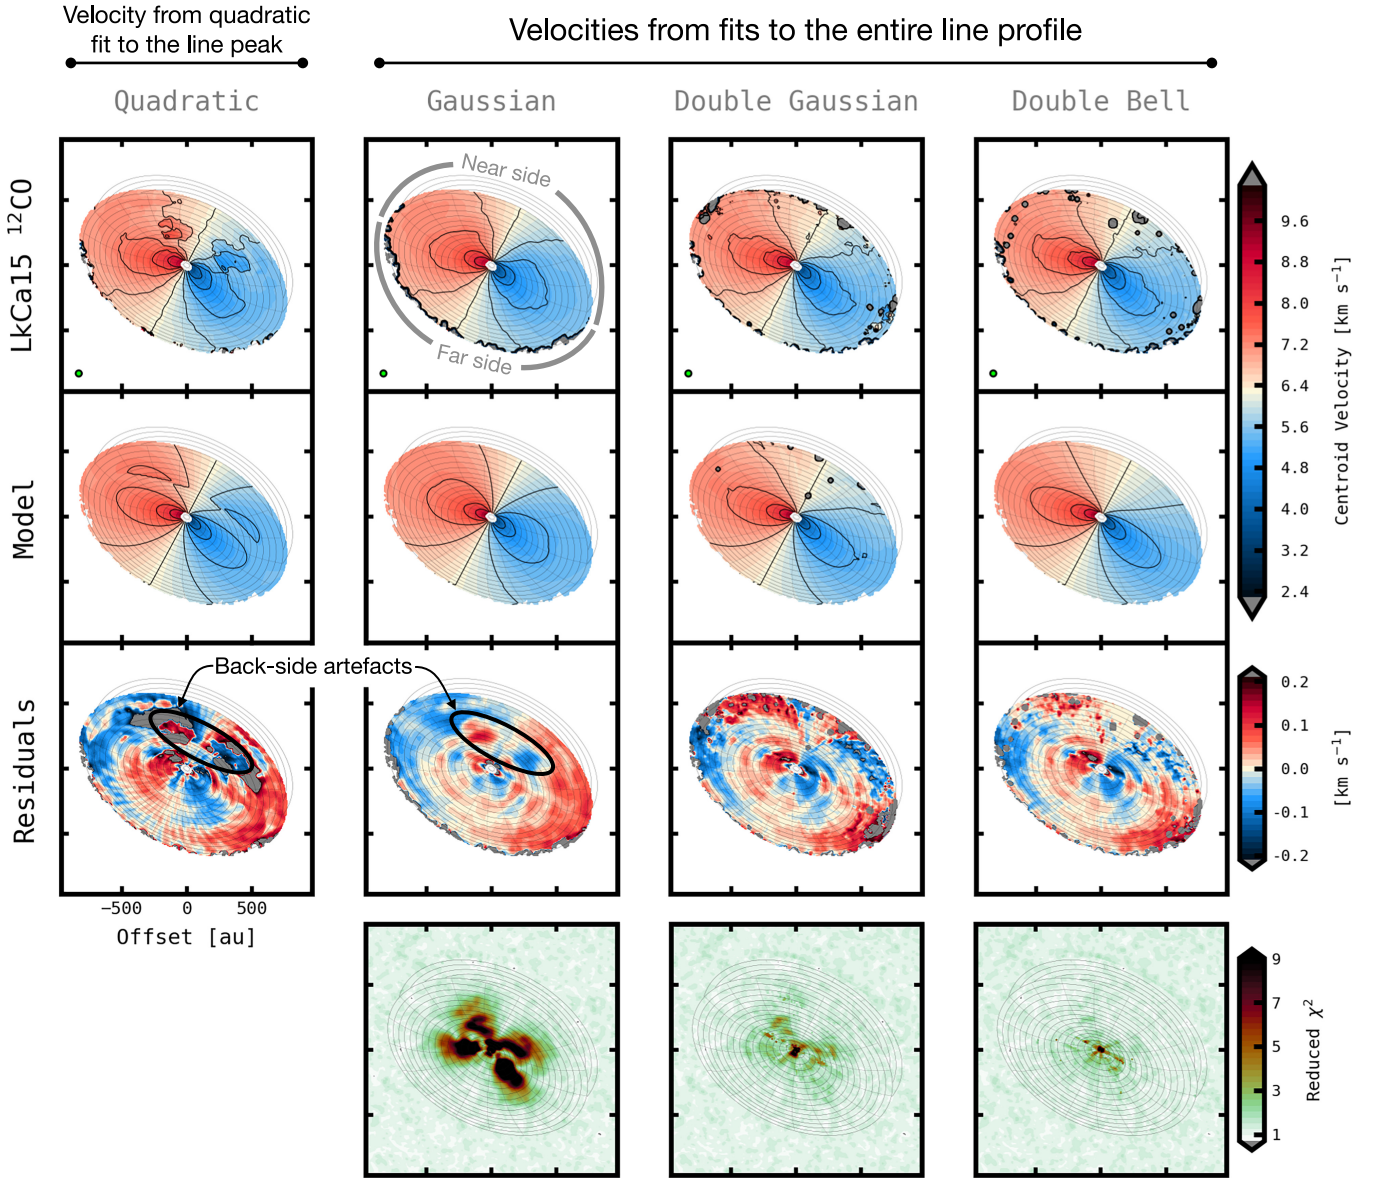 Velocity from quadratic
fit to the line peak
Velocities from fits to the entire line profile
Quadratic
Gaussian
Double Gaussian
Double Bell
LkCa15 ¹²CO
Near side
Far side
9.6
8.8
8.0
7.2
6.4
5.6
4.8
4.0
3.2
2.4
Centroid Velocity [km s⁻¹]
Model
Back-side artefacts
Residuals
0.2
0.1
0.0
-0.1
-0.2
[km s⁻¹]
−500 0 500
Offset [au]
9
7
5
3
1
Reduced χ²